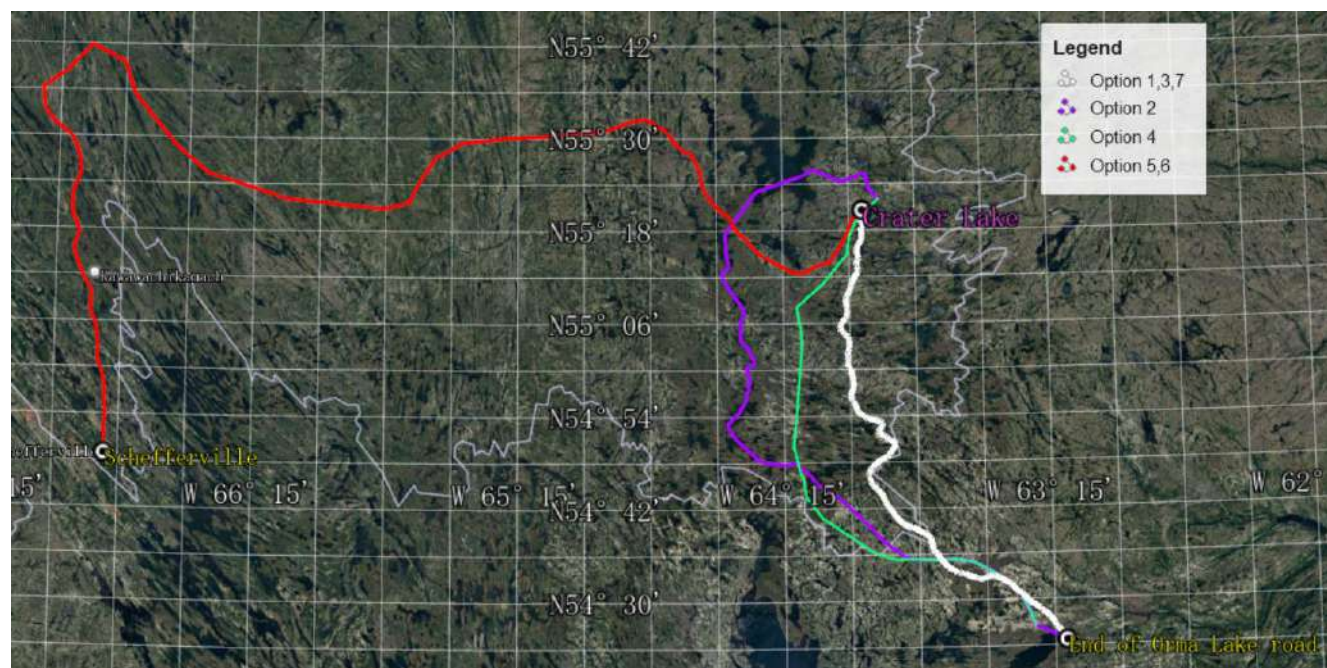 N55° 42'
Legend
Option 1,3,7
Option 2
Option 4
Option 5,6
N55° 30'
Crater Lake
N55° 18'
Kawawachikamach
N55° 06'
N54° 54'
Schefferville
15'
W 66° 15'
W 65° 15'
W 64° 15'
W 63° 15'
W 62°
N54° 42'
N54° 30'
End of Orma Lake road